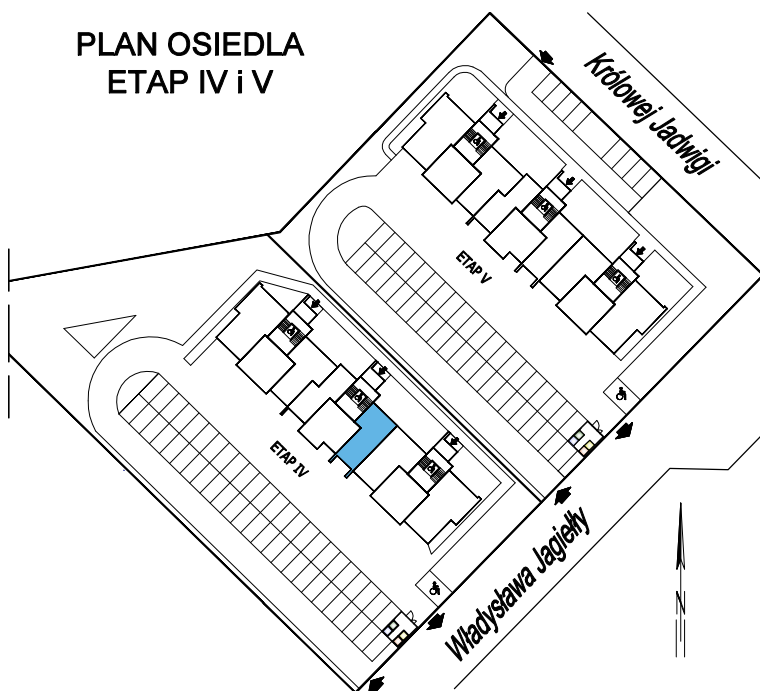 PLAN OSIEDLA
ETAP IV i V
Królowej Jadwigi
ETAP V
ETAP IV
Władysława Jagiełły
N